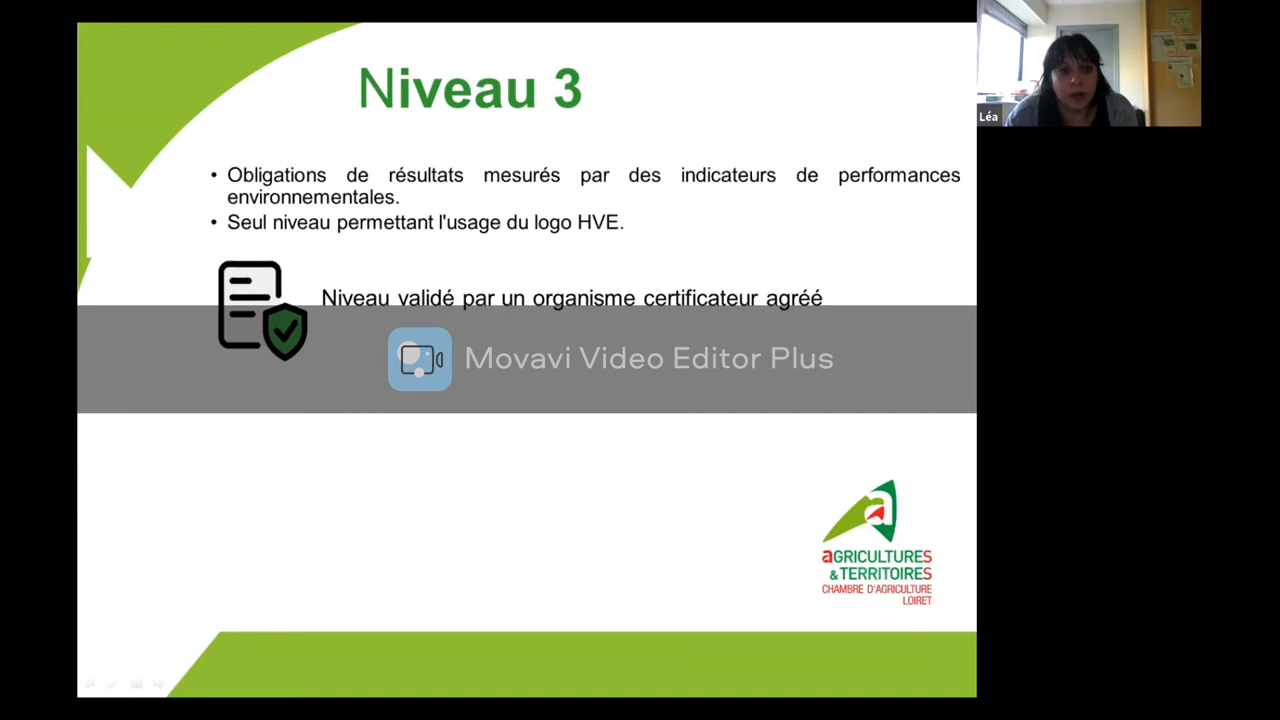 Niveau 3
• Obligations de résultats mesurés par des indicateurs de performances
environnementales.
• Seul niveau permettant l'usage du logo HVE.
Niveau validé par un organisme certificateur agréé
Movavi Video Editor Plus
a
aGRICULTURES
& TERRITOIRES
CHAMBRE D'AGRICULTURE
LOIRET
Léa